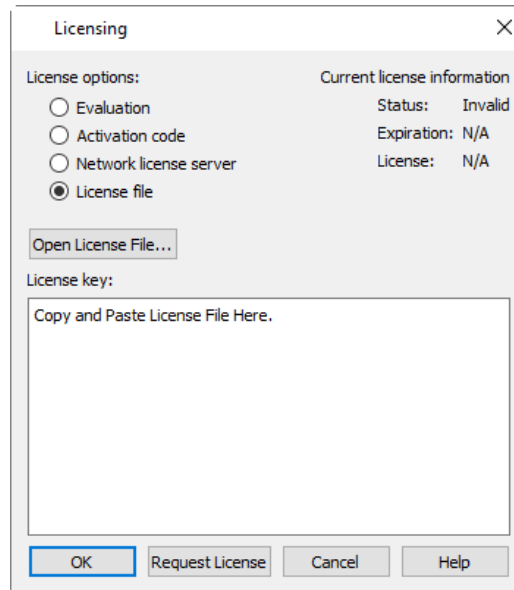 Licensing
License options:
Evaluation
Activation code
Network license server
License file
Current license information
Status: Invalid
Expiration: N/A
License: N/A
Open License File...
License key:
Copy and Paste License File Here.
OK Request License Cancel Help